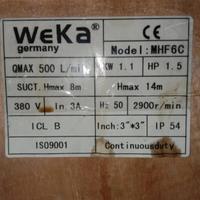 WeKa
germany
CE
Model: MHF6C
QMAX 500 L/min KW 1.1 HP 1.5
SUCT. Hmax 8m Hmax 14m
380 V In. 3A Hz 50 2900r/min
ICL B Inch: 3"*3" IP 54
IS09001 Continuousduty